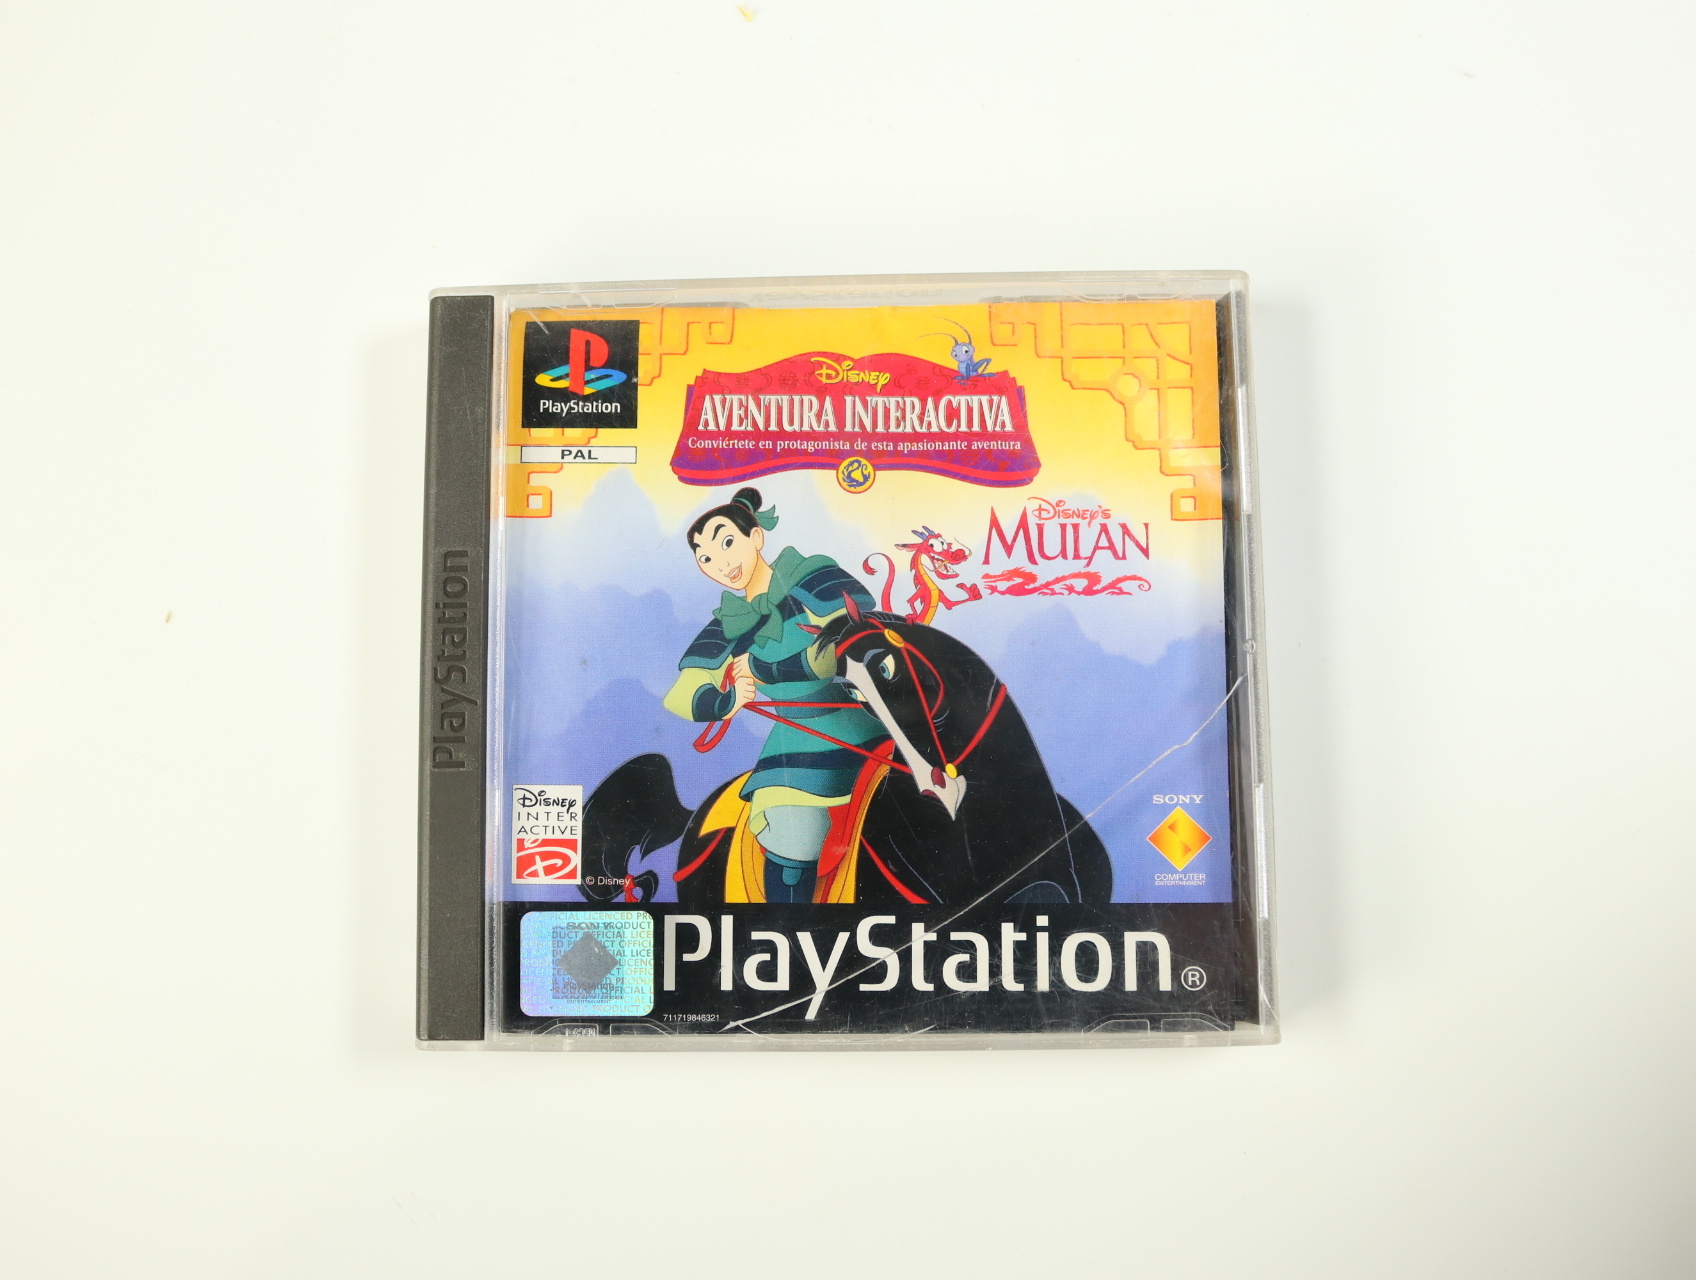 PlayStation
PlayStation
PAL
Disney
AVENTURA INTERACTIVA
Conviértete en protagonista de esta apasionante aventura
Disney's
MULAN
Disney
INTER
ACTIVE
© Disney
SONY
COMPUTER
ENTERTAINMENT
PlayStation®
711719846321